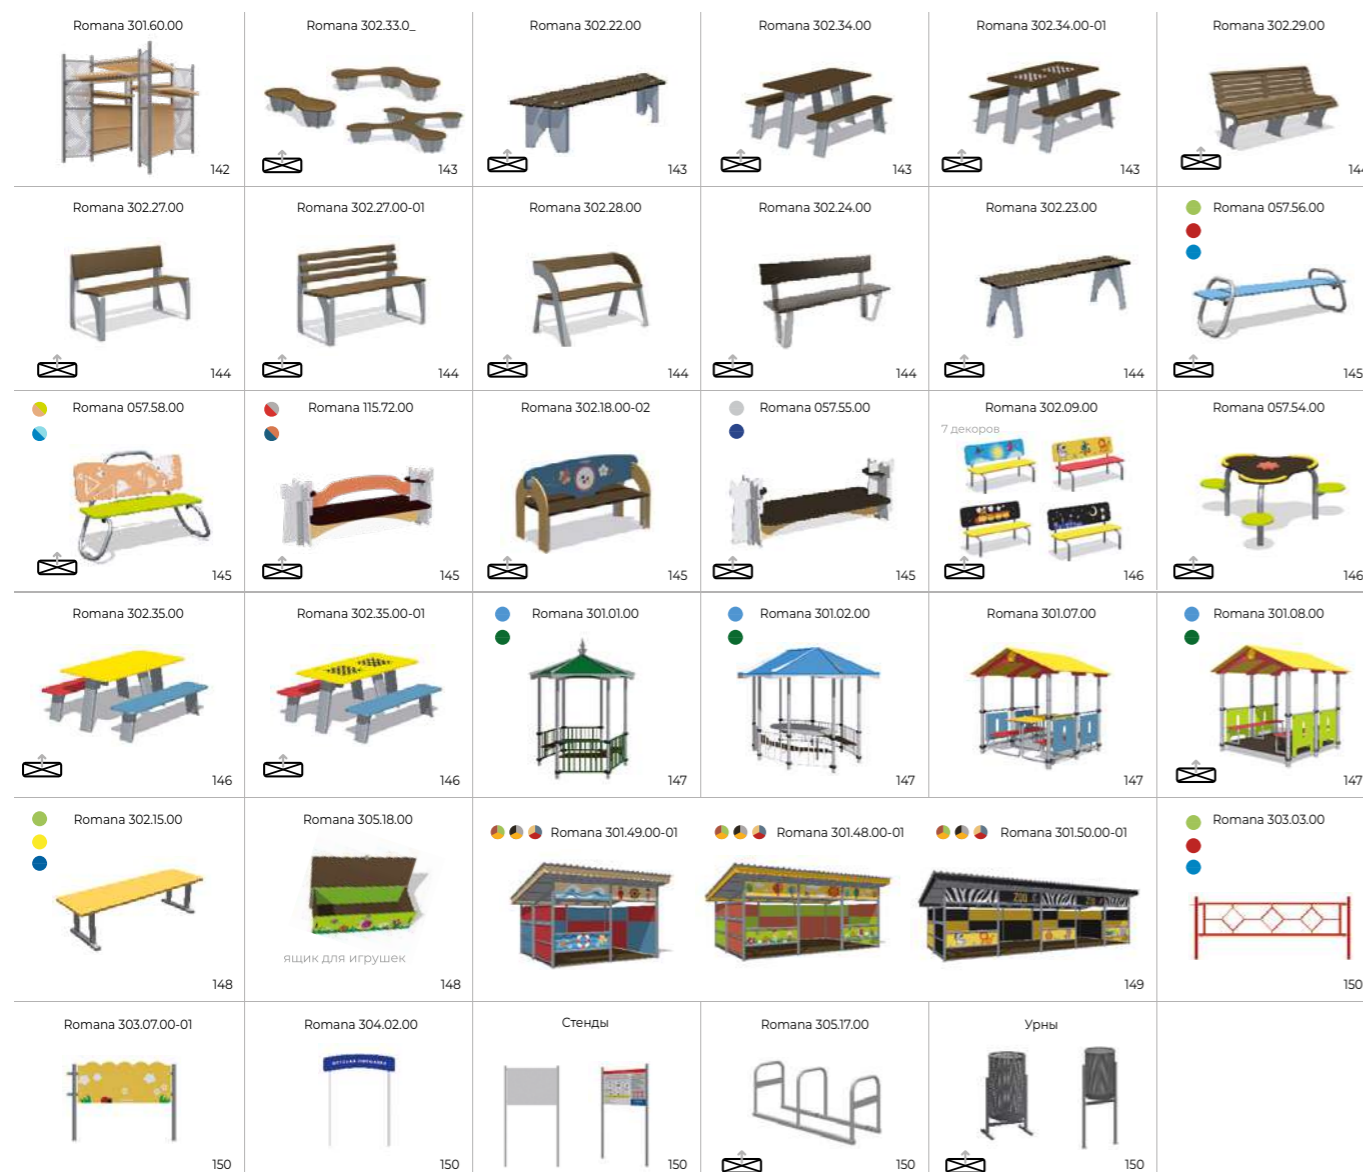 Romana 301.60.00
142
Romana 302.33.0_
143
Romana 302.22.00
143
Romana 302.34.00
143
Romana 302.34.00-01
143
Romana 302.29.00
144
Romana 302.27.00
144
Romana 302.27.00-01
144
Romana 302.28.00
144
Romana 302.24.00
144
Romana 302.23.00
144
Romana 057.56.00
145
Romana 057.58.00
145
Romana 115.72.00
145
Romana 302.18.00-02
145
Romana 057.55.00
145
Romana 302.09.00
7 декоров
146
Romana 057.54.00
146
Romana 302.35.00
146
Romana 302.35.00-01
146
Romana 301.01.00
147
Romana 301.02.00
147
Romana 301.07.00
147
Romana 301.08.00
147
Romana 302.15.00
148
Romana 305.18.00
ящик для игрушек
148
Romana 301.49.00-01
Romana 301.48.00-01
Romana 301.50.00-01
ZOO
149
Romana 303.03.00
150
Romana 303.07.00-01
150
Romana 304.02.00
ДЕТСКАЯ ПЛОЩАДКА
150
Стенды
150
Romana 305.17.00
150
Урны
150